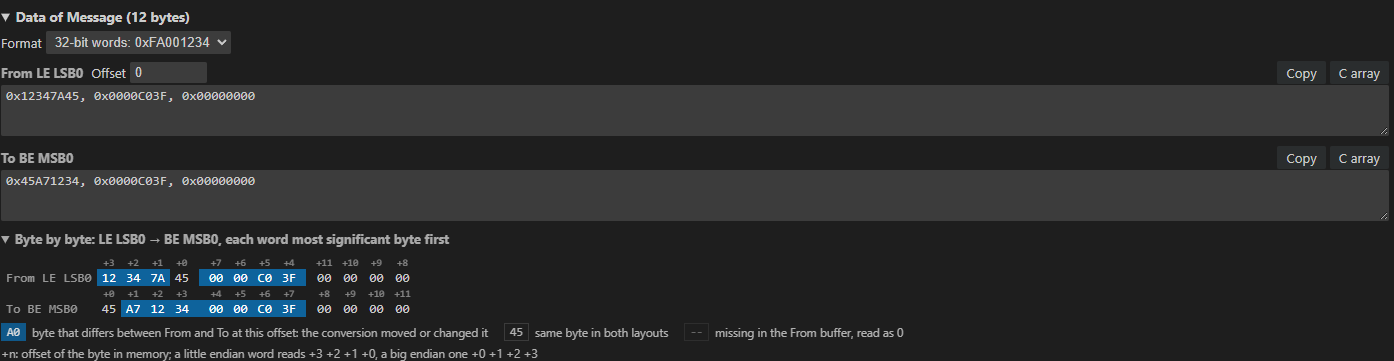 ▼ Data of Message (12 bytes)
Format 32-bit words: 0xFA001234
From LE LSB0 Offset 0 Copy C array
0x12347A45, 0x0000C03F, 0x00000000
To BE MSB0 Copy C array
0x45A71234, 0x0000C03F, 0x00000000
▼ Byte by byte: LE LSB0 → BE MSB0, each word most significant byte first
+3 +2 +1 +0 +7 +6 +5 +4 +11 +10 +9 +8
From LE LSB0 12 34 7A 45 00 00 C0 3F 00 00 00 00
+0 +1 +2 +3 +4 +5 +6 +7 +8 +9 +10 +11
To BE MSB0 45 A7 12 34 00 00 C0 3F 00 00 00 00
A0 byte that differs between From and To at this offset: the conversion moved or changed it 45 same byte in both layouts -- missing in the From buffer, read as 0
+n: offset of the byte in memory; a little endian word reads +3 +2 +1 +0, a big endian one +0 +1 +2 +3